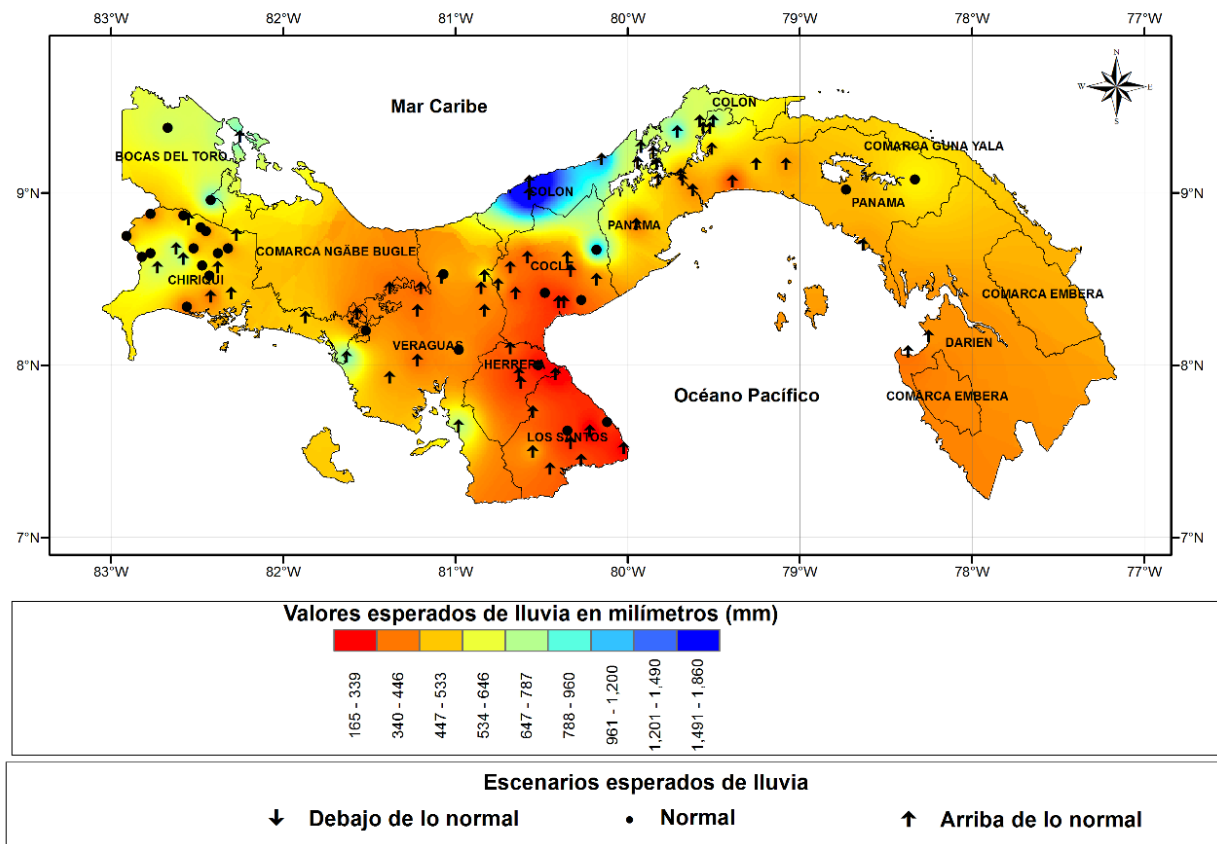 83°W 82°W 81°W 80°W 79°W 78°W 77°W
N
W E
S
Mar Caribe
COLON
BOCAS DEL TORO
COMARCA GUNA YALA
9°N 9°N
COLON
PANAMA
PANAMA
COMARCA NGÄBE BUGLE
COCLE
CHIRIQUI
COMARCA EMBERA
VERAGUAS
DARIEN
8°N 8°N
HERRERA
Océano Pacífico
COMARCA EMBERA
LOS SANTOS
7°N 7°N
83°W 82°W 81°W 80°W 79°W 78°W 77°W
Valores esperados de lluvia en milímetros (mm)
165 - 339
340 - 446
447 - 533
534 - 646
647 - 787
788 - 960
961 - 1,200
1,201 - 1,490
1,491 - 1,860
Escenarios esperados de lluvia
Debajo de lo normal Normal Arriba de lo normal